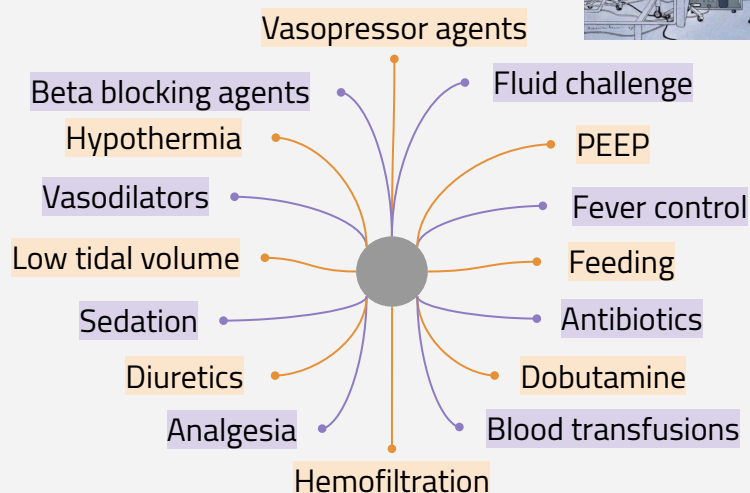 Vasopressor agents
Beta blocking agents
Fluid challenge
Hypothermia
PEEP
Vasodilators
Fever control
Low tidal volume
Feeding
Sedation
Antibiotics
Diuretics
Dobutamine
Analgesia
Blood transfusions
Hemofiltration